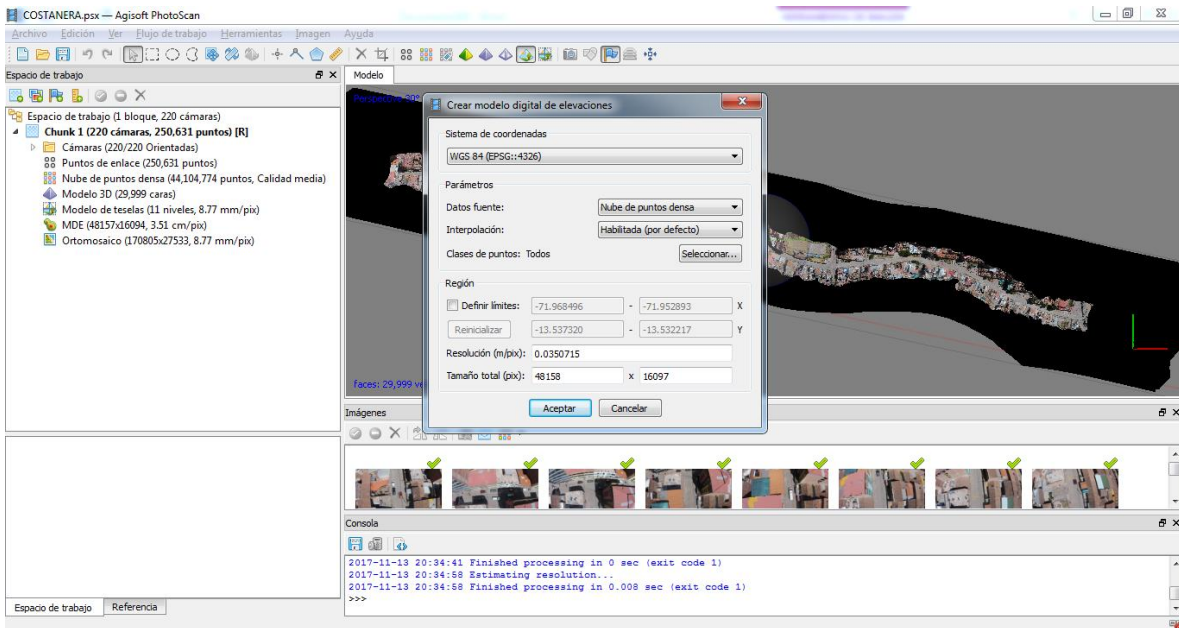 COSTANERA.psx — Agisoft PhotoScan
Archivo Edición Ver Flujo de trabajo Herramientas Imagen Ayuda
Espacio de trabajo
Espacio de trabajo (1 bloque, 220 cámaras)
Chunk 1 (220 cámaras, 250,631 puntos) [R]
Cámaras (220/220 Orientadas)
Puntos de enlace (250,631 puntos)
Nube de puntos densa (44,104,774 puntos, Calidad media)
Modelo 3D (29,999 caras)
Modelo de teselas (11 niveles, 8.77 mm/pix)
MDE (48157x16094, 3.51 cm/pix)
Ortomosaico (170805x27533, 8.77 mm/pix)
Espacio de trabajo Referencia
Modelo
Perspective 30°
faces: 29,999
Crear modelo digital de elevaciones
Sistema de coordenadas
WGS 84 (EPSG::4326)
Parámetros
Datos fuente: Nube de puntos densa
Interpolación: Habilitada (por defecto)
Clases de puntos: Todos Seleccionar...
Región
Definir límites: -71.968496 - -71.952893 X
Reinicializar -13.537320 - -13.532217 Y
Resolución (m/pix): 0.0350715
Tamaño total (pix): 48158 x 16097
Aceptar Cancelar
Imágenes
Consola
2017-11-13 20:34:41 Finished processing in 0 sec (exit code 1)
2017-11-13 20:34:58 Estimating resolution...
2017-11-13 20:34:58 Finished processing in 0.008 sec (exit code 1)
>>>